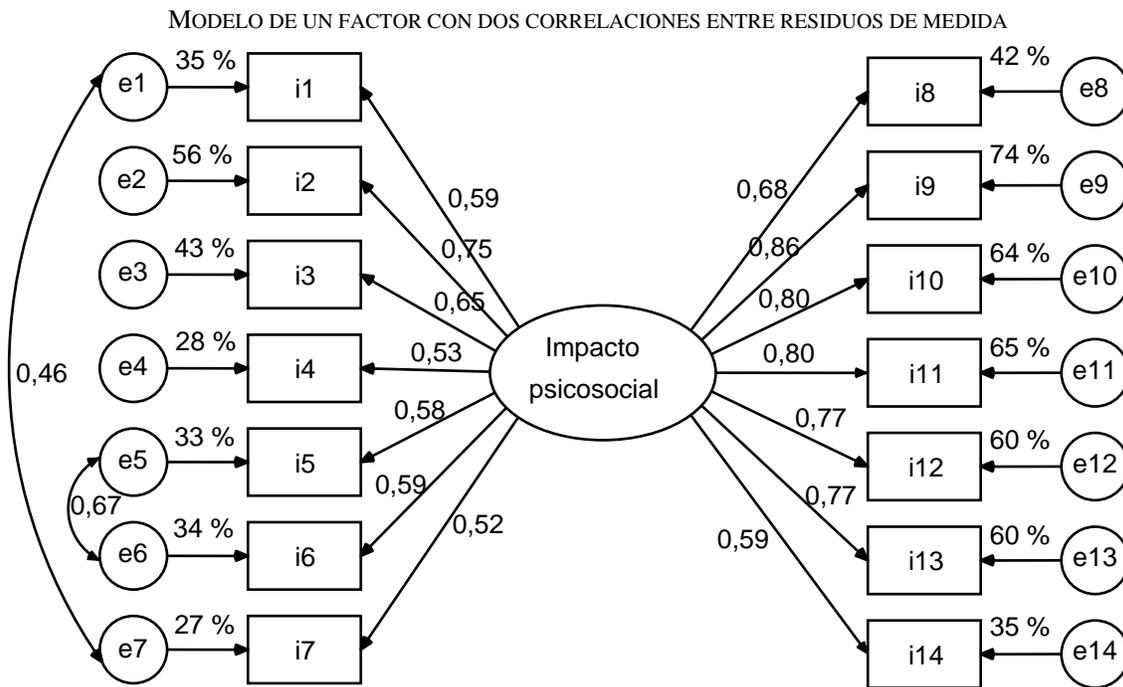 MODELO DE UN FACTOR CON DOS CORRELACIONES ENTRE RESIDUOS DE MEDIDA
e1 35 % i1
e2 56 % i2
e3 43 % i3
e4 28 % i4
e5 33 % i5
e6 34 % i6
e7 27 % i7
0,46
0,67
0,59
0,75
0,65
0,53
0,58
0,59
0,52
Impacto
psicosocial
0,68
0,86
0,80
0,80
0,77
0,77
0,59
i8 42 % e8
i9 74 % e9
i10 64 % e10
i11 65 % e11
i12 60 % e12
i13 60 % e13
i14 35 % e14